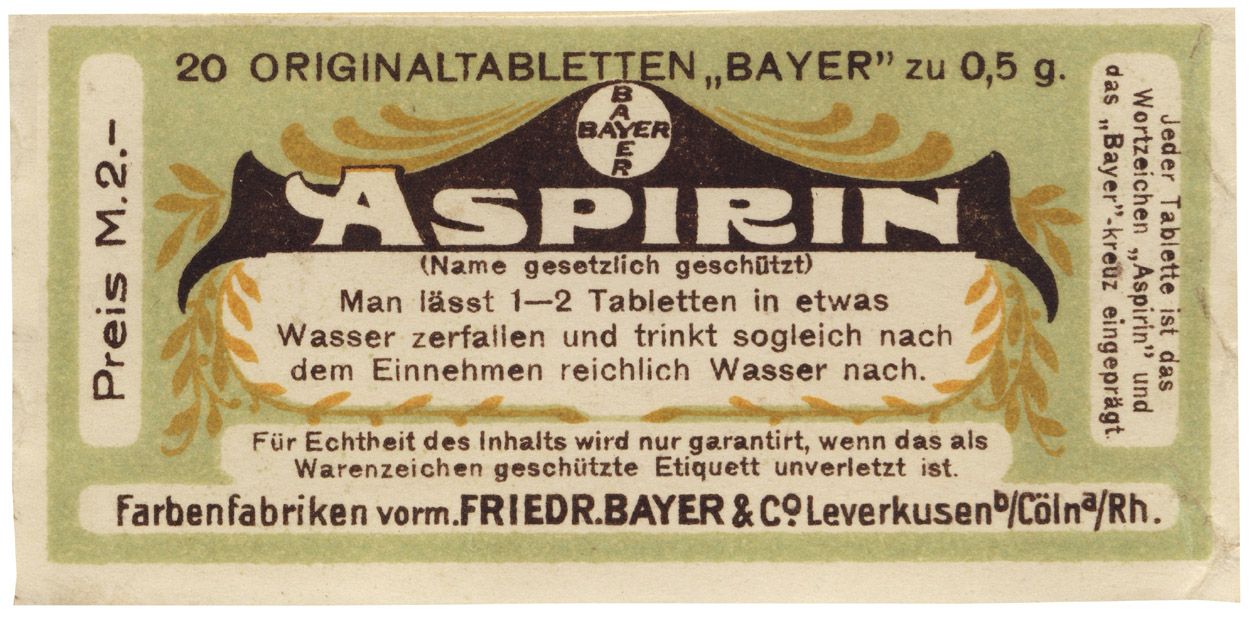 20 ORIGINALTABLETTEN „BAYER” zu 0,5 g.
Preis M.2.—
BAYER
BAYER
ASPIRIN
(Name gesetzlich geschützt)
Man lässt 1—2 Tabletten in etwas
Wasser zerfallen und trinkt sogleich nach
dem Einnehmen reichlich Wasser nach.
Jeder Tablette ist das
Wortzeichen „Aspirin” und
das „Bayer”-kreuz eingeprägt.
Für Echtheit des Inhalts wird nur garantirt, wenn das als
Warenzeichen geschützte Etiquett unverletzt ist.
Farbenfabriken vorm. FRIEDR. BAYER & Co Leverkusen b/Cöln a/Rh.